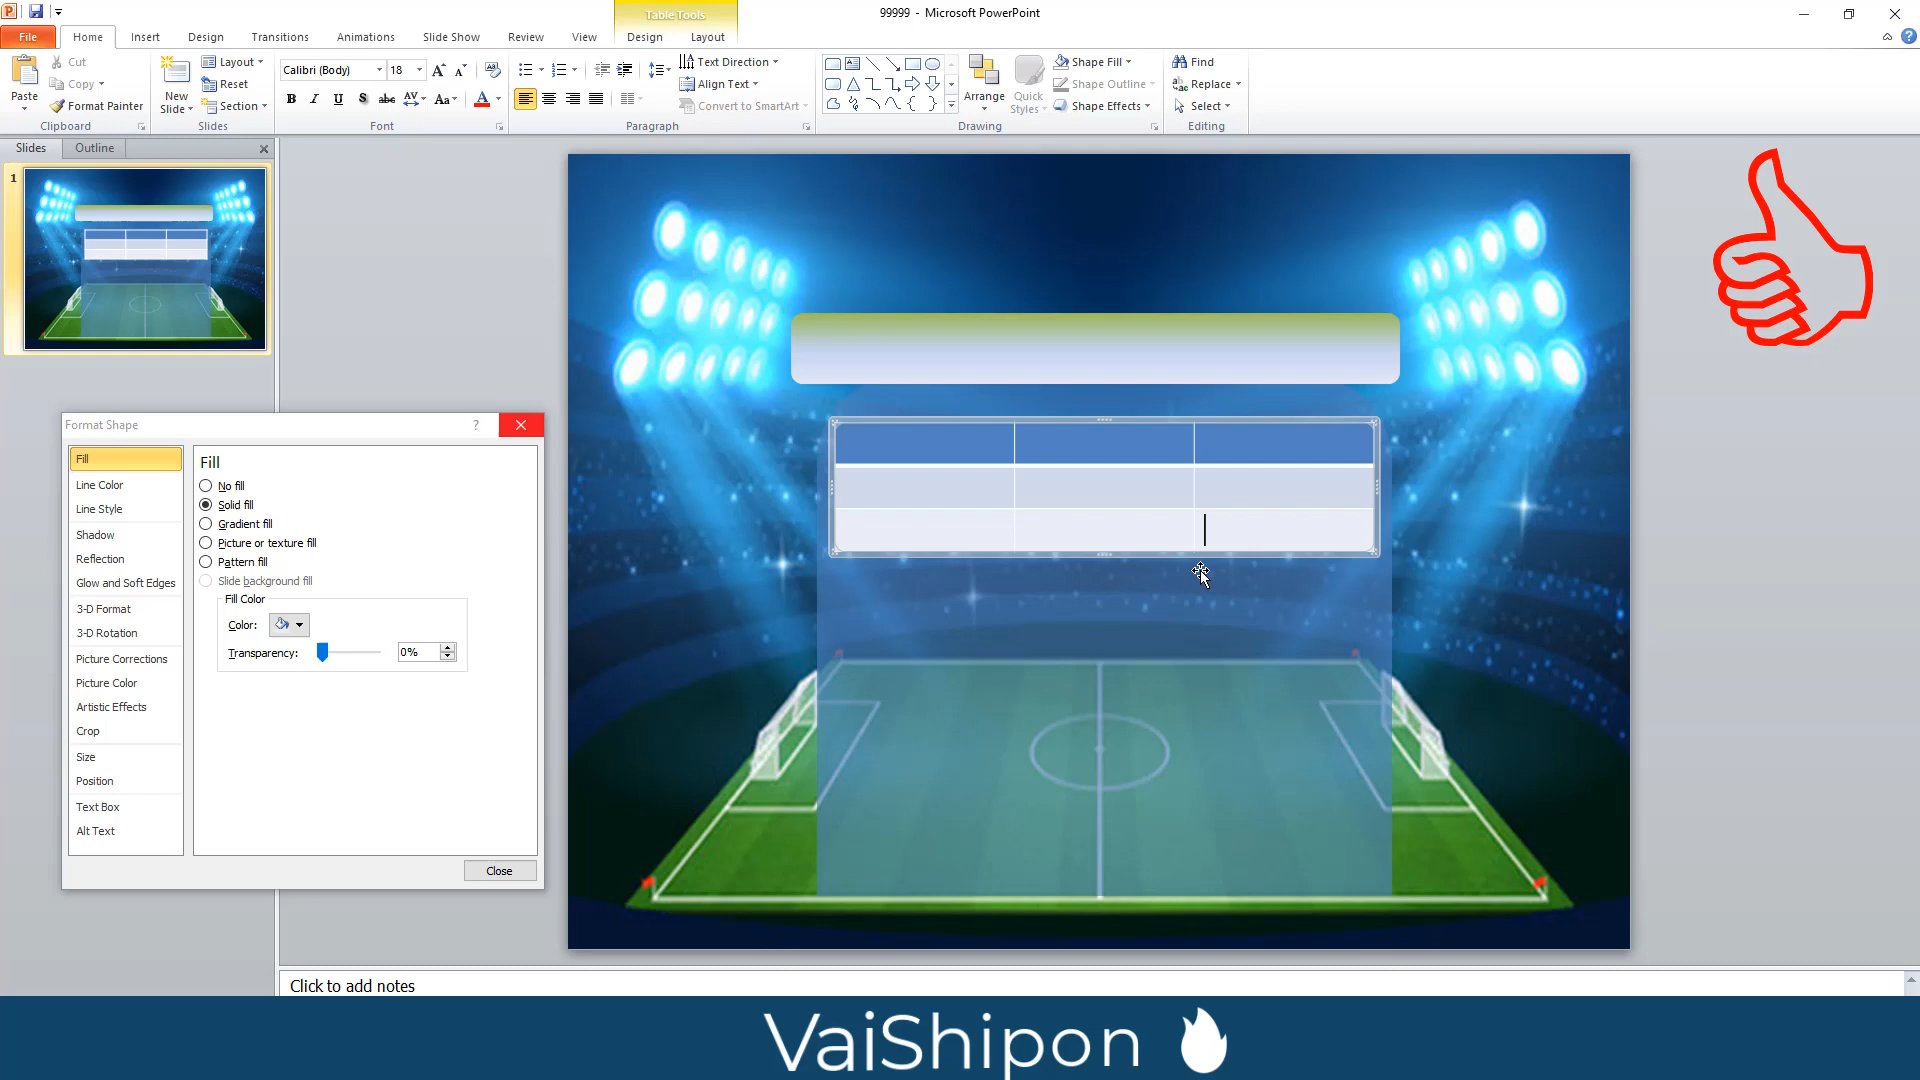 99999 - Microsoft PowerPoint
Table Tools
File Home Insert Design Transitions Animations Slide Show Review View Design Layout
Cut
Copy
Format Painter
Paste
Clipboard
New Slide
Layout
Reset
Section
Slides
Calibri (Body) 18
B I U S abc AV Aa A
Font
Text Direction
Align Text
Convert to SmartArt
Paragraph
Arrange
Quick Styles
Shape Fill
Shape Outline
Shape Effects
Drawing
Find
Replace
Select
Editing
Slides Outline
1
Format Shape
Fill
Line Color
Line Style
Shadow
Reflection
Glow and Soft Edges
3-D Format
3-D Rotation
Picture Corrections
Picture Color
Artistic Effects
Crop
Size
Position
Text Box
Alt Text
Fill
No fill
Solid fill
Gradient fill
Picture or texture fill
Pattern fill
Slide background fill
Fill Color
Color:
Transparency: 0%
Close
Click to add notes
VaiShipon